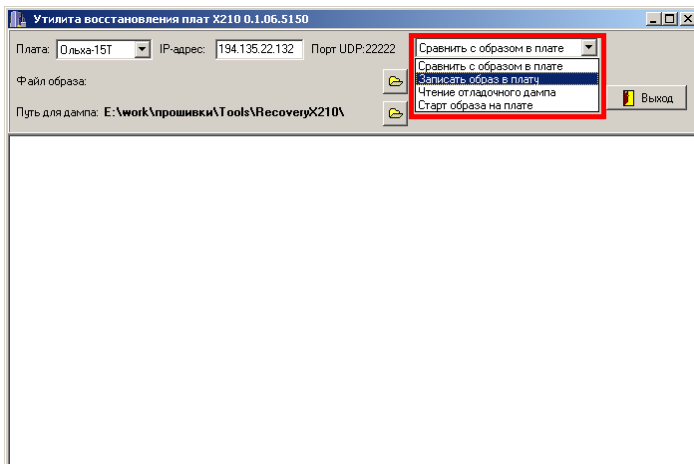 Утилита восстановления плат X210 0.1.06.5150
Плата: Ольха-15Т IP-адрес: 194.135.22.132 Порт UDP:22222 Сравнить с образом в плате
Сравнить с образом в плате
Записать образ в плату
Чтение отладочного дампа
Старт образа на плате
Файл образа:
Выход
Путь для дампа: E:\work\прошивки\Tools\RecoveryX210\